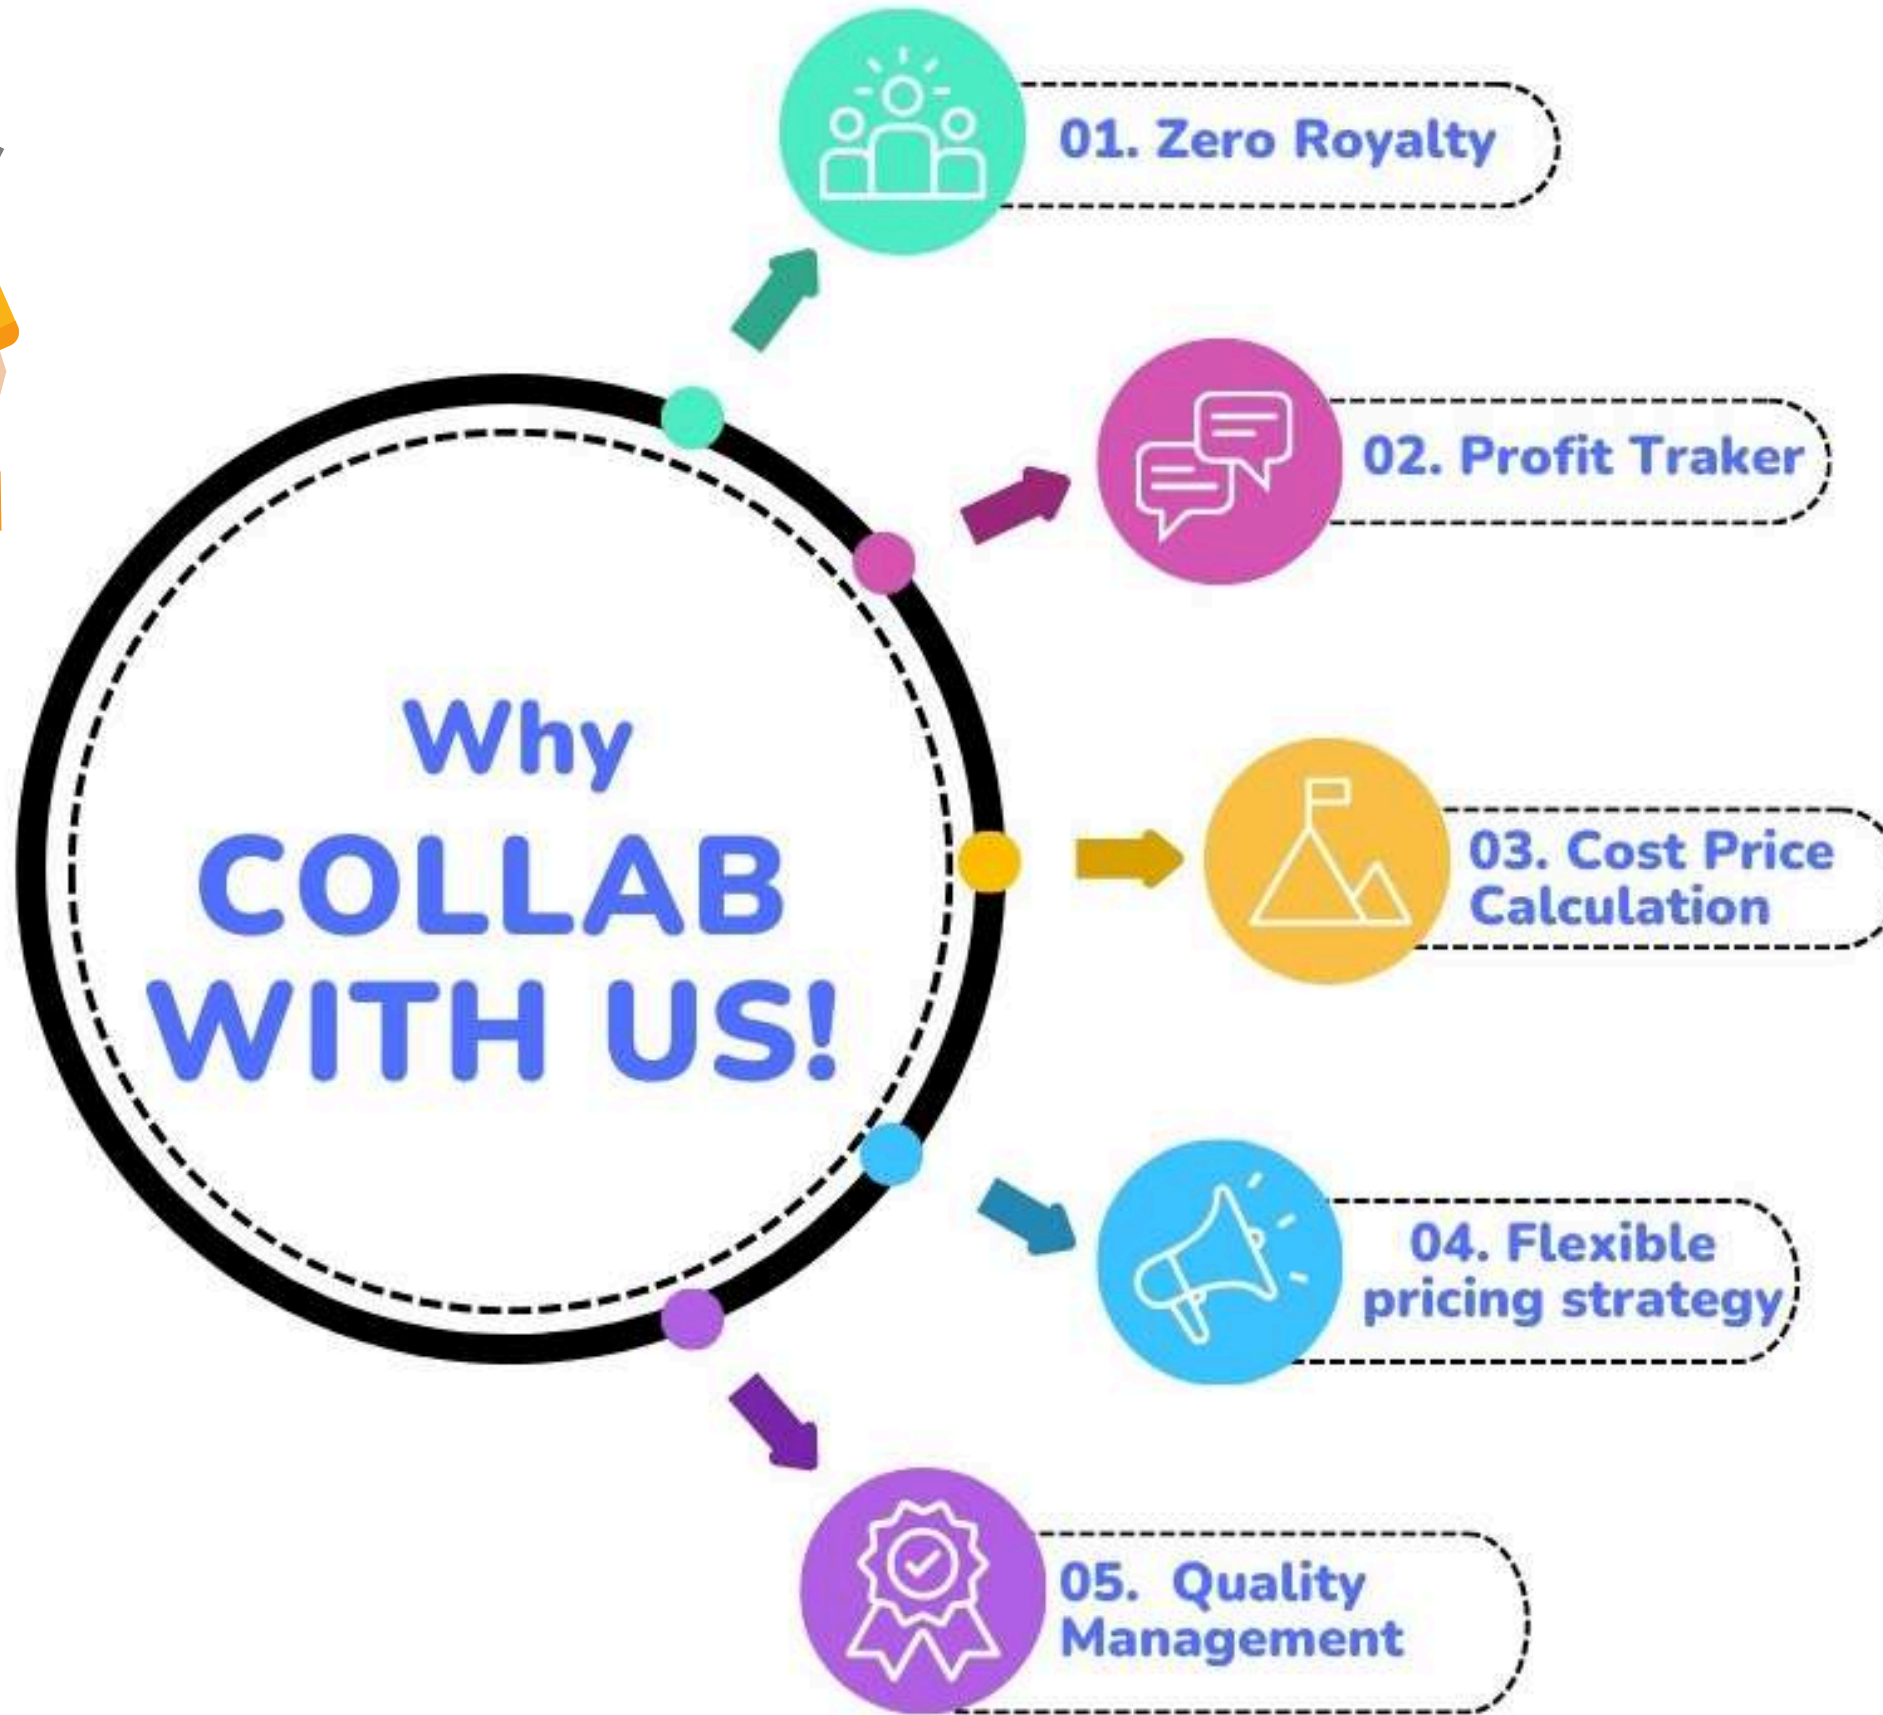 01. Zero Royalty
02. Profit Traker
Why
COLLAB
WITH US!
03. Cost Price
Calculation
04. Flexible
pricing strategy
05. Quality
Management